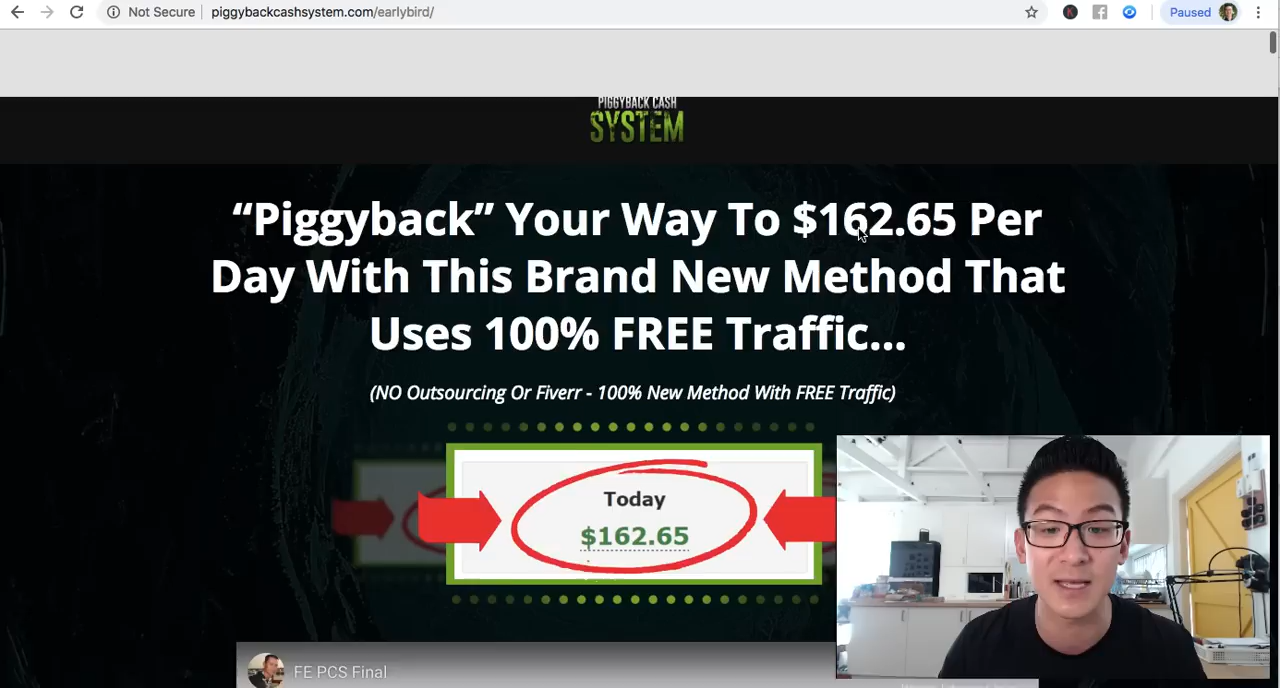 Not Secure
piggybackcashsystem.com/earlybird/
Paused
PIGGYBACK CASH
SYSTEM
“Piggyback” Your Way To $162.65 Per
Day With This Brand New Method That
Uses 100% FREE Traffic...
(NO Outsourcing Or Fiverr - 100% New Method With FREE Traffic)
Today
$162.65
FE PCS Final